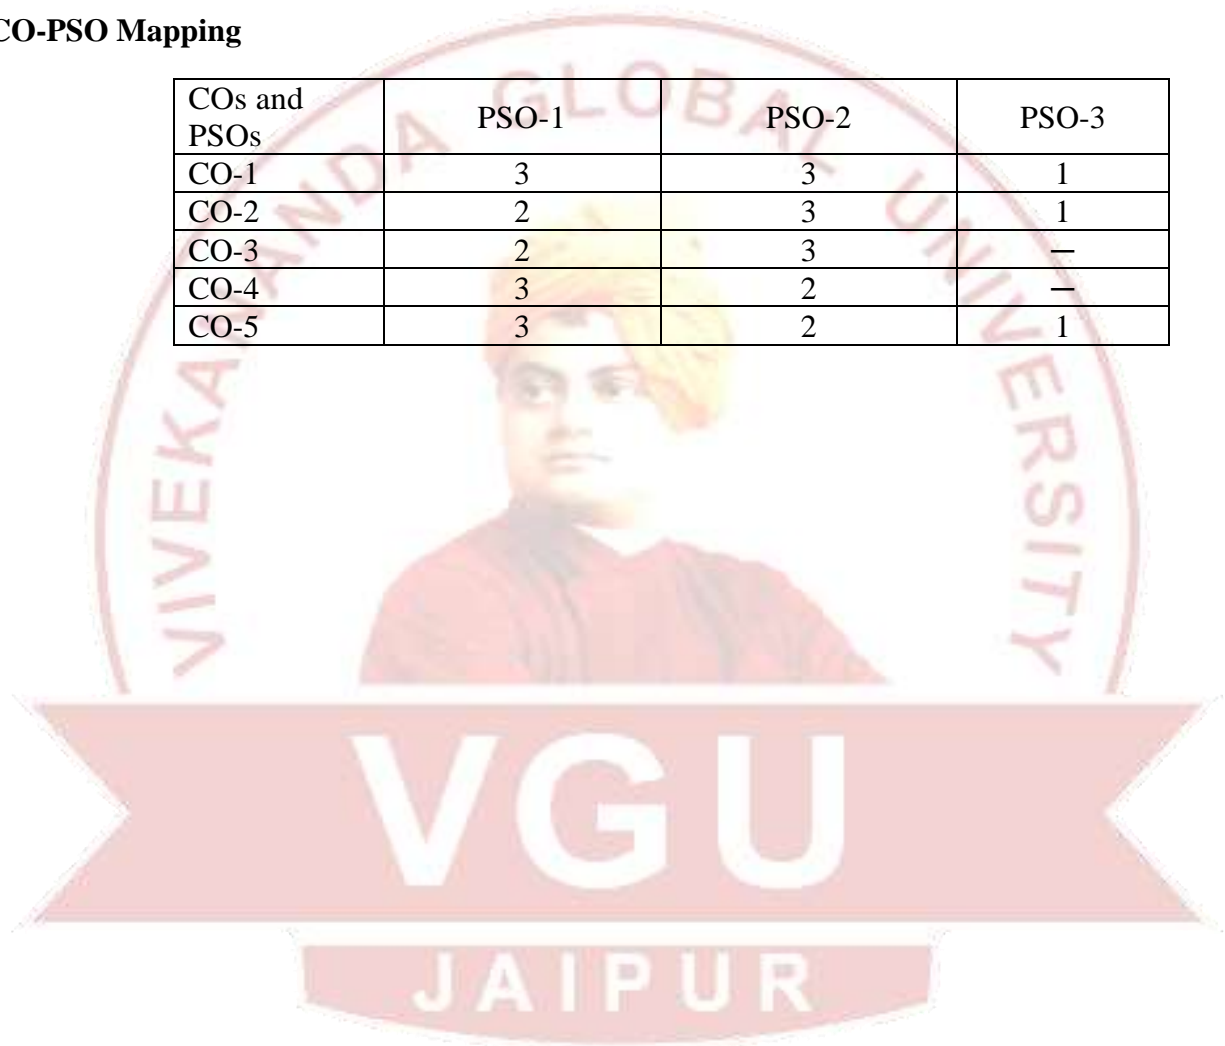 CO-PSO Mapping
COs and PSOs PSO-1 PSO-2 PSO-3
CO-1 3 3 1
CO-2 2 3 1
CO-3 2 3 –
CO-4 3 2 –
CO-5 3 2 1
VIVEKANANDA GLOBAL UNIVERSITY
VGU
JAIPUR